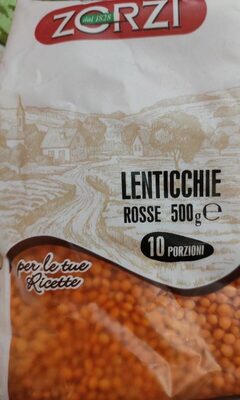 ZORZI
dal 1828
LENTICCHIE
ROSSE 500g ℮
10 PORZIONI
per le tue
Ricette